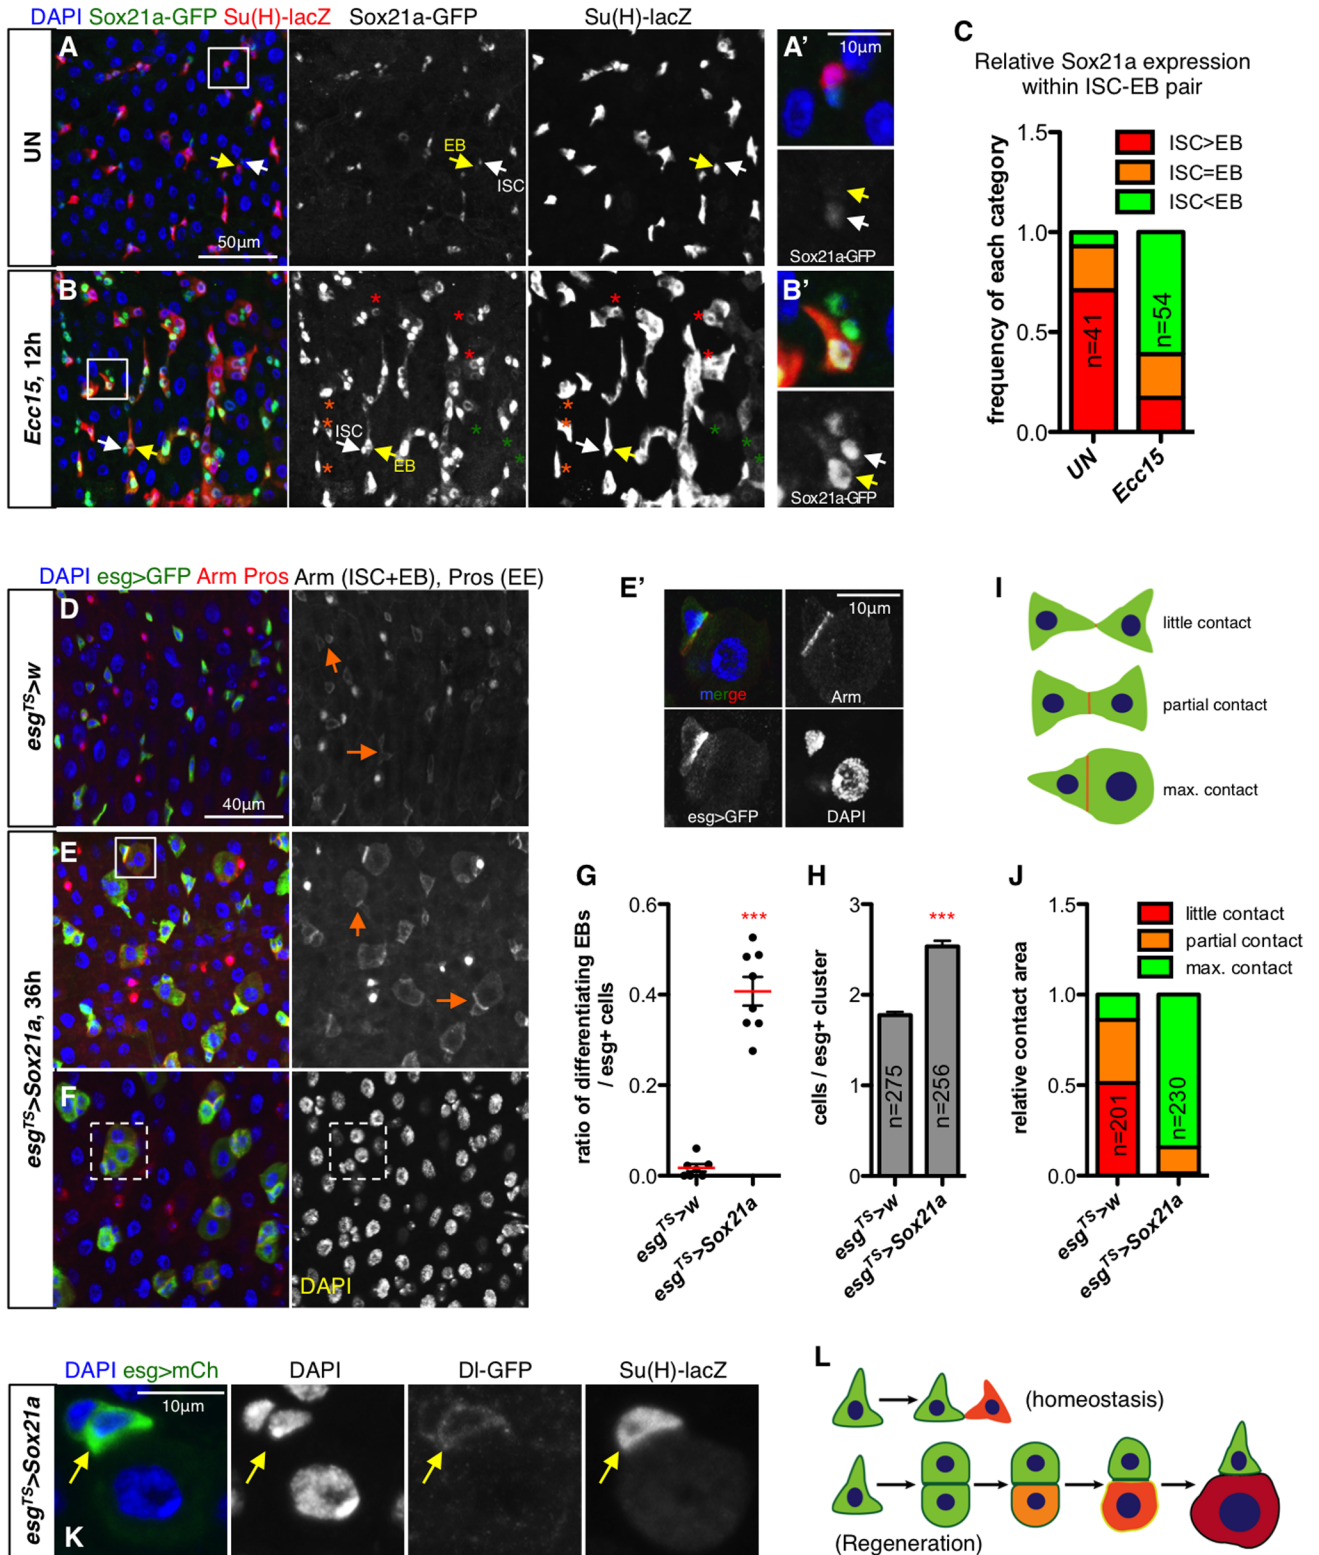 DAPI Sox21a-GFP Su(H)-lacZ Sox21a-GFP Su(H)-lacZ
UN
A
50µm
EB
ISC
A'
10µm
Sox21a-GFP
Ecc15, 12h
B
*
*
*
*
*
*
*
*
*
ISC
EB
*
*
*
*
*
*
*
*
*
B'
Sox21a-GFP
C
Relative Sox21a expression
within ISC-EB pair
frequency of each category
1.5
1.0
0.5
0.0
ISC>EB
ISC=EB
ISC<EB
n=41
n=54
UN
Ecc15
DAPI esg>GFP Arm Pros Arm (ISC+EB), Pros (EE)
esgTS>w
D
40µm
esgTS>Sox21a, 36h
E
F
DAPI
E'
merge
10µm
Arm
esg>GFP
DAPI
I
little contact
partial contact
max. contact
G
ratio of differentiating EBs
/ esg+ cells
0.6
0.4
0.2
0.0
***
esgTS>w
esgTS>Sox21a
H
cells / esg+ cluster
3
2
1
0
***
n=275
n=256
esgTS>w
esgTS>Sox21a
J
relative contact area
1.5
1.0
0.5
0.0
little contact
partial contact
max. contact
n=201
n=230
esgTS>w
esgTS>Sox21a
DAPI esg>mCh DAPI Dl-GFP Su(H)-lacZ
esgTS>Sox21a
10µm
K
L
(homeostasis)
(Regeneration)